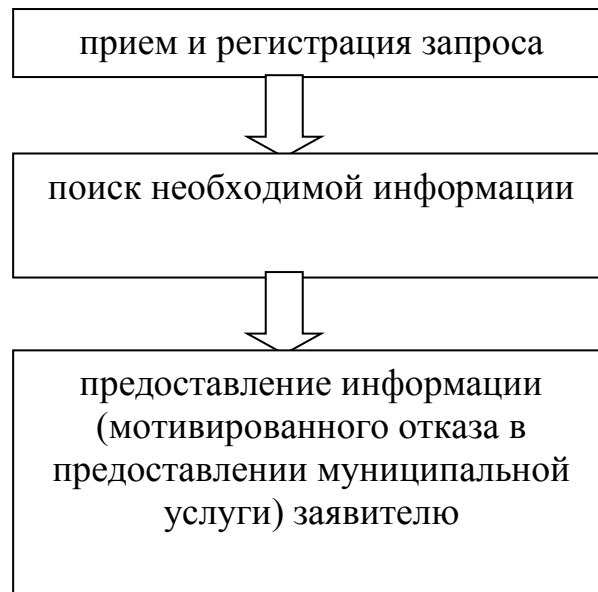 прием и регистрация запроса
поиск необходимой информации
предоставление информации
(мотивированного отказа в
предоставлении муниципальной
услуги) заявителю